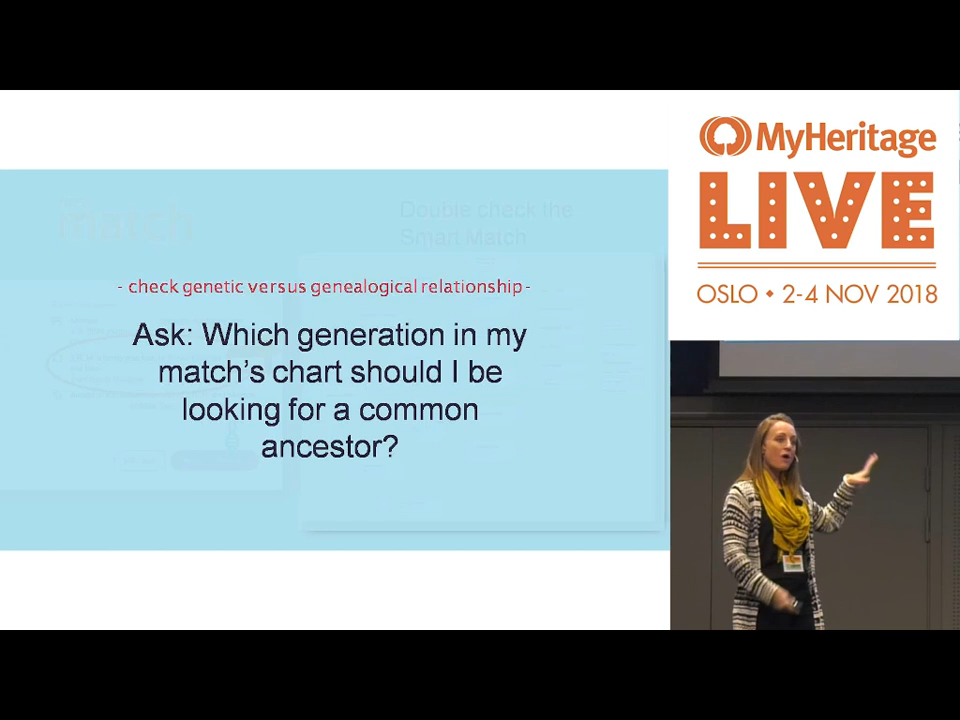 match
Double check the
Smart Match
- check genetic versus genealogical relationship -
Ask: Which generation in my
match's chart should I be
looking for a common
ancestor?
MyHeritage
LIVE
OSLO • 2-4 NOV 2018